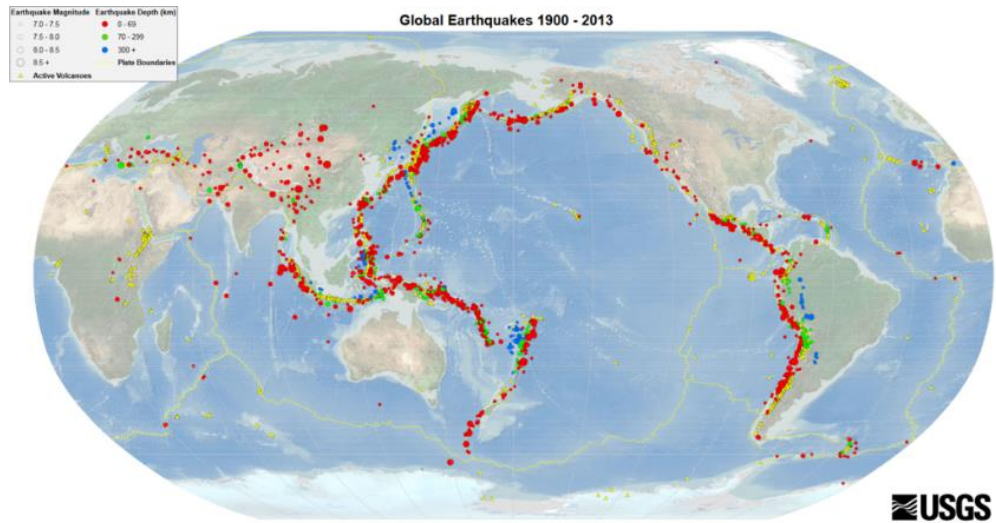 Global Earthquakes 1900 - 2013
Earthquake Magnitude Earthquake Depth (km)
7.0 - 7.5 0 - 69
7.5 - 8.0 70 - 299
8.0 - 8.5 300 +
8.5 + Plate Boundaries
Active Volcanoes
USGS